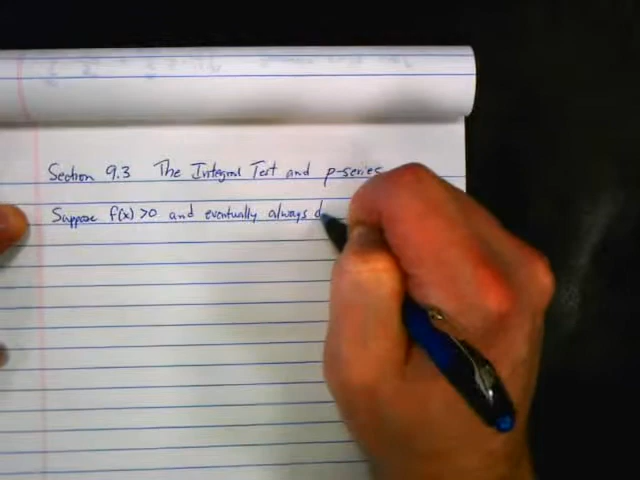 Section 9.3 The Integral Test and p-series
Suppose f(x) >0 and eventually always d